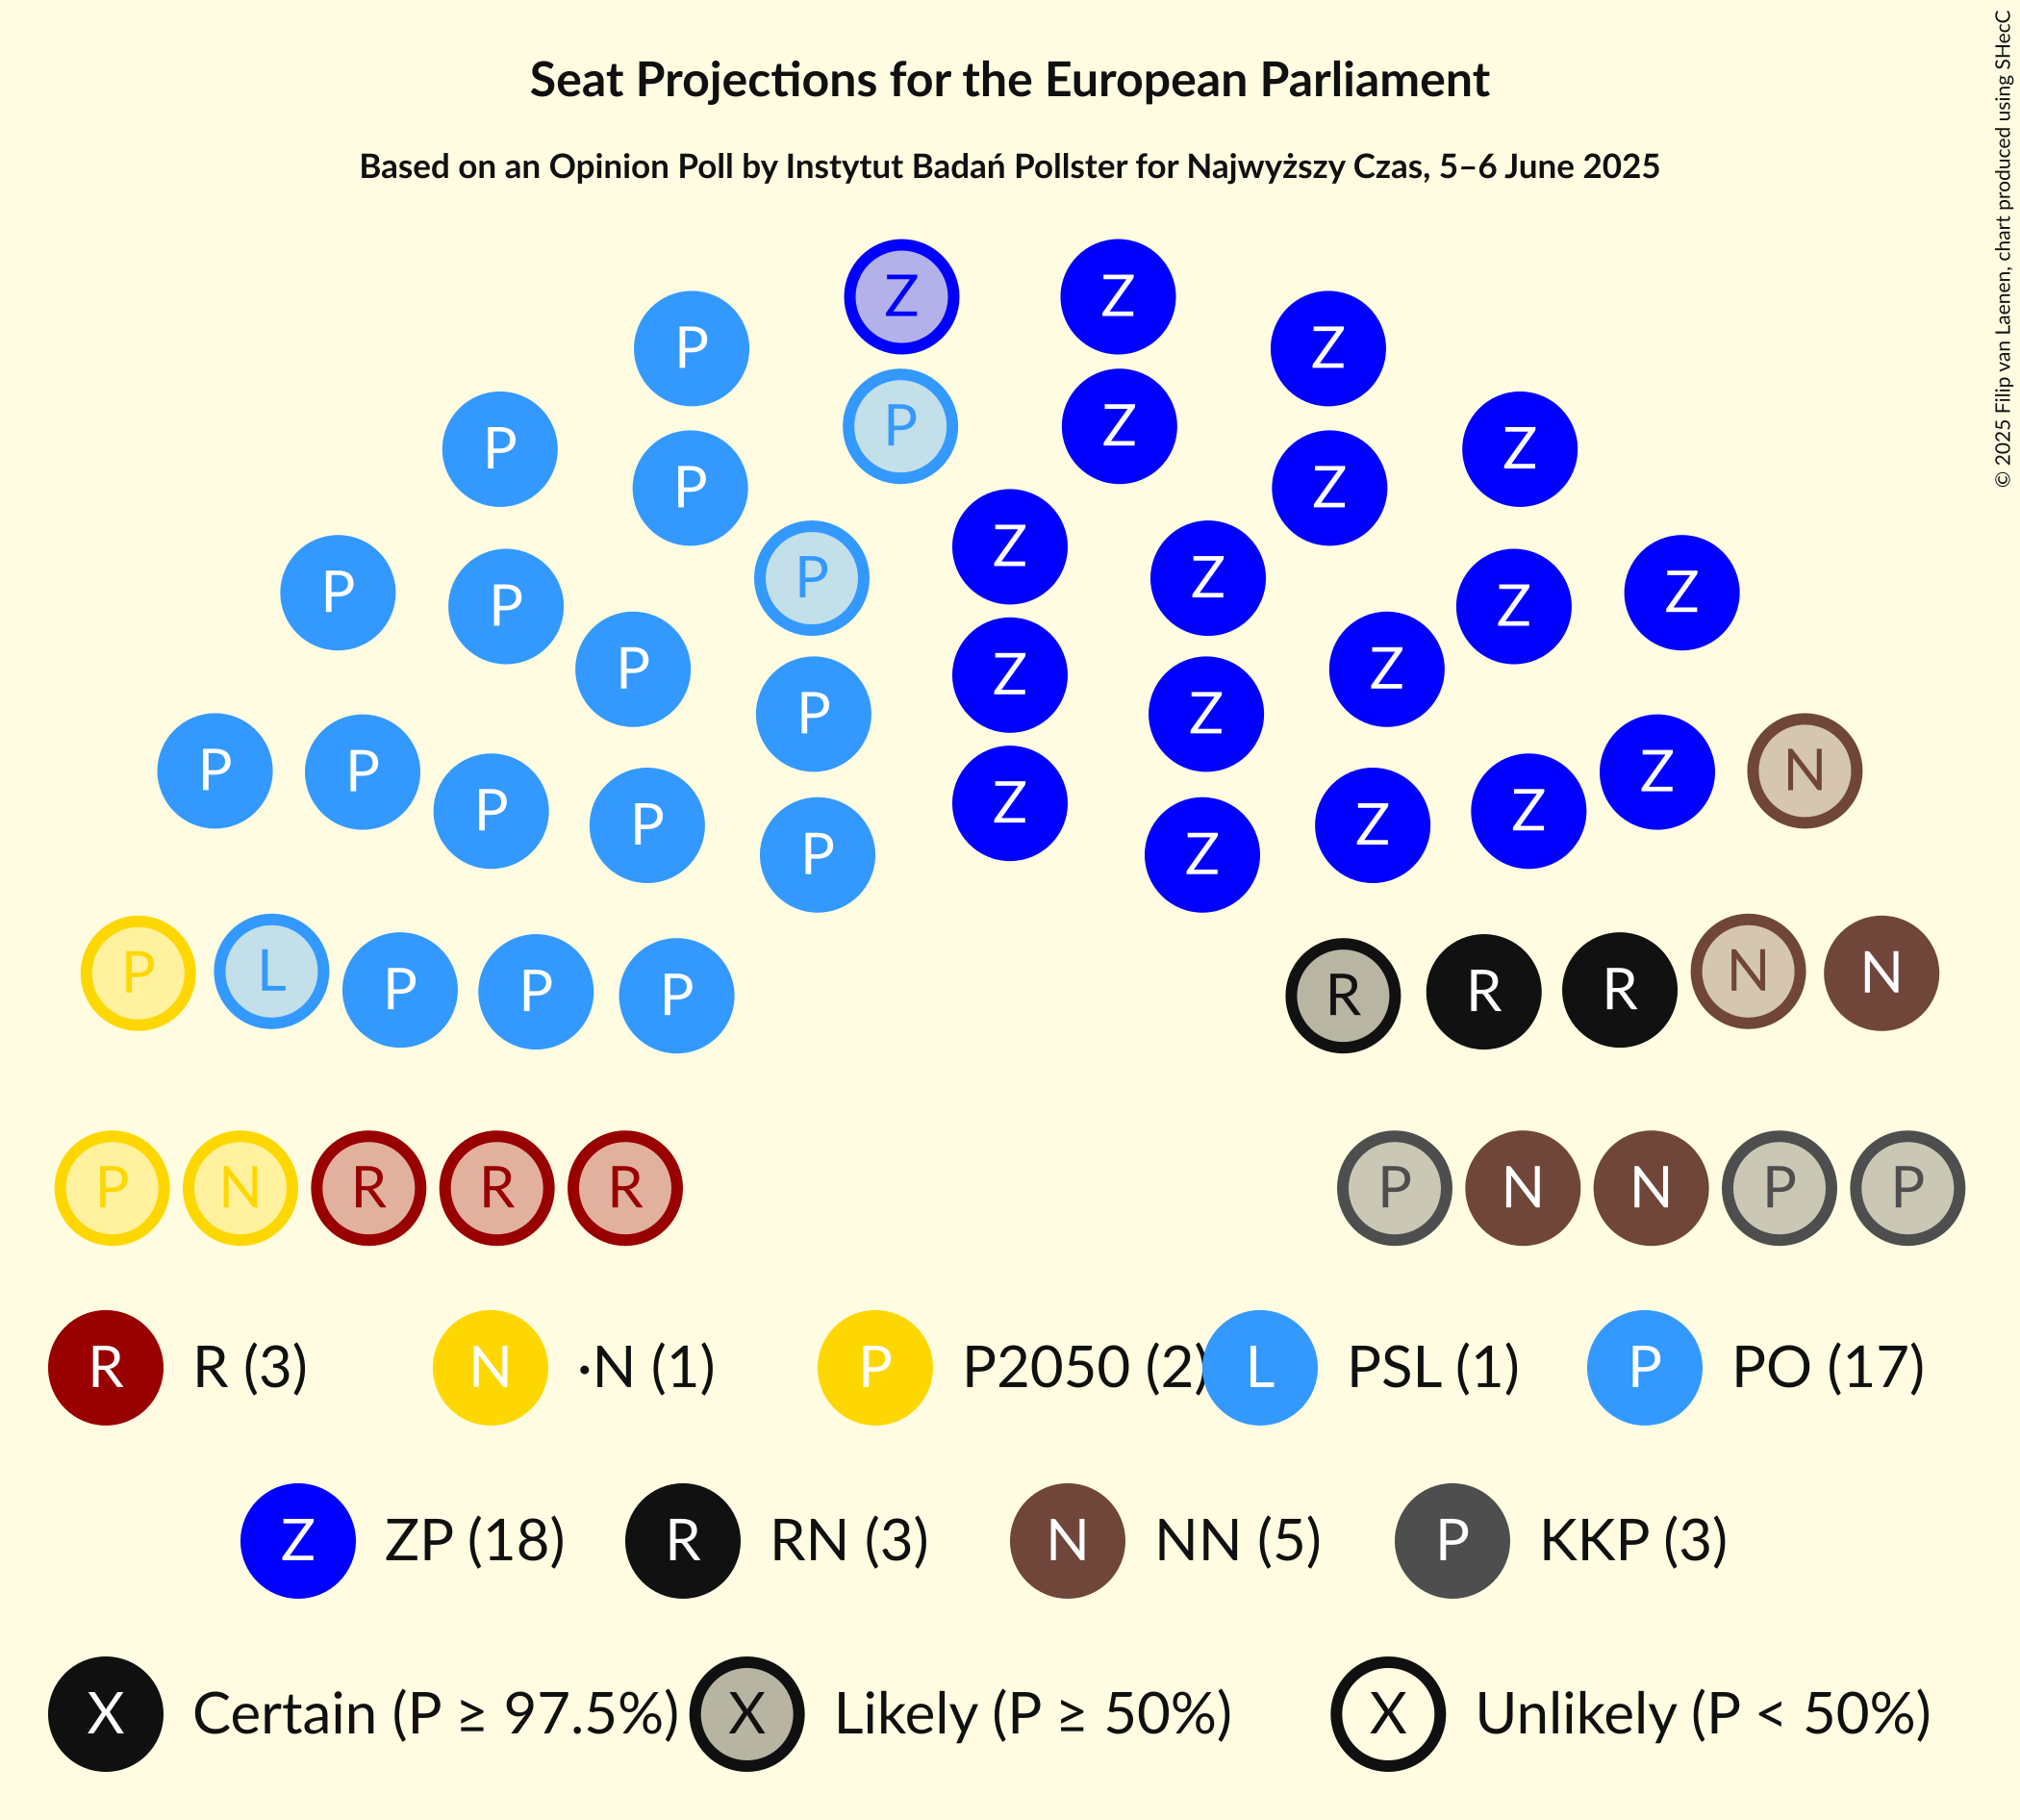 Seat Projections for the European Parliament
Based on an Opinion Poll by Instytut Badań Pollster for Najwyższy Czas, 5–6 June 2025
© 2025 Filip van Laenen, chart produced using SHecC
Z Z
P Z
P Z
P Z
P Z
Z
P Z
P Z
P Z
P Z
Z
P Z
P Z
P P Z N
P Z
P Z
P Z
P L P P P R R R N N
P N R R R P N N P P
R R (3) N ·N (1) P P2050 (2) L PSL (1) P PO (17)
Z ZP (18) R RN (3) N NN (5) P KKP (3)
X Certain (P ≥ 97.5%) X Likely (P ≥ 50%) X Unlikely (P < 50%)